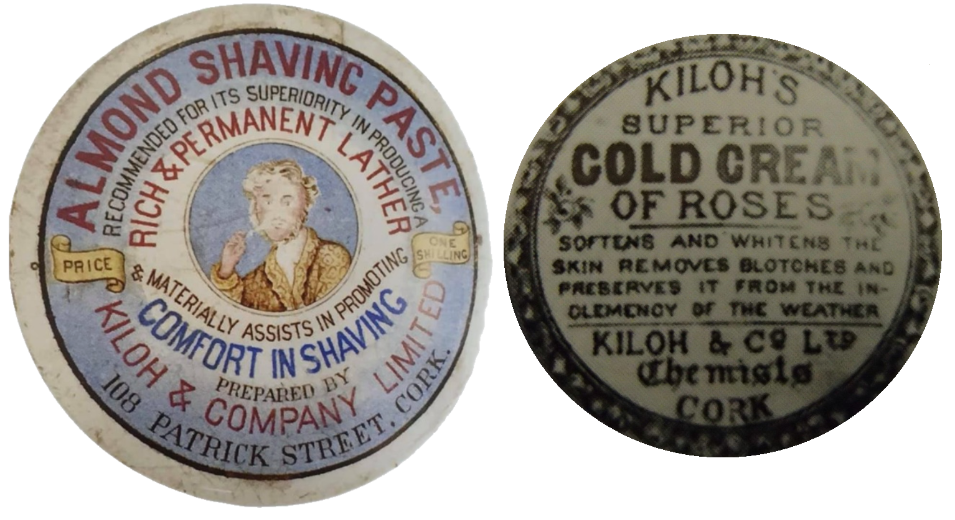 ALMOND SHAVING PASTE,
RECOMMENDED FOR ITS SUPERIORITY IN PRODUCING A
RICH & PERMANENT LATHER
PRICE
ONE
SHILLING
& MATERIALLY ASSISTS IN PROMOTING
COMFORT IN SHAVING
PREPARED BY
KILOH & COMPANY LIMITED
108 PATRICK STREET, CORK.
KILOH'S
SUPERIOR
COLD CREAM
OF ROSES
SOFTENS AND WHITENS THE
SKIN REMOVES BLOTCHES AND
PRESERVES IT FROM THE IN-
CLEMENCY OF THE WEATHER
KILOH & Co LTD
Chemists
CORK